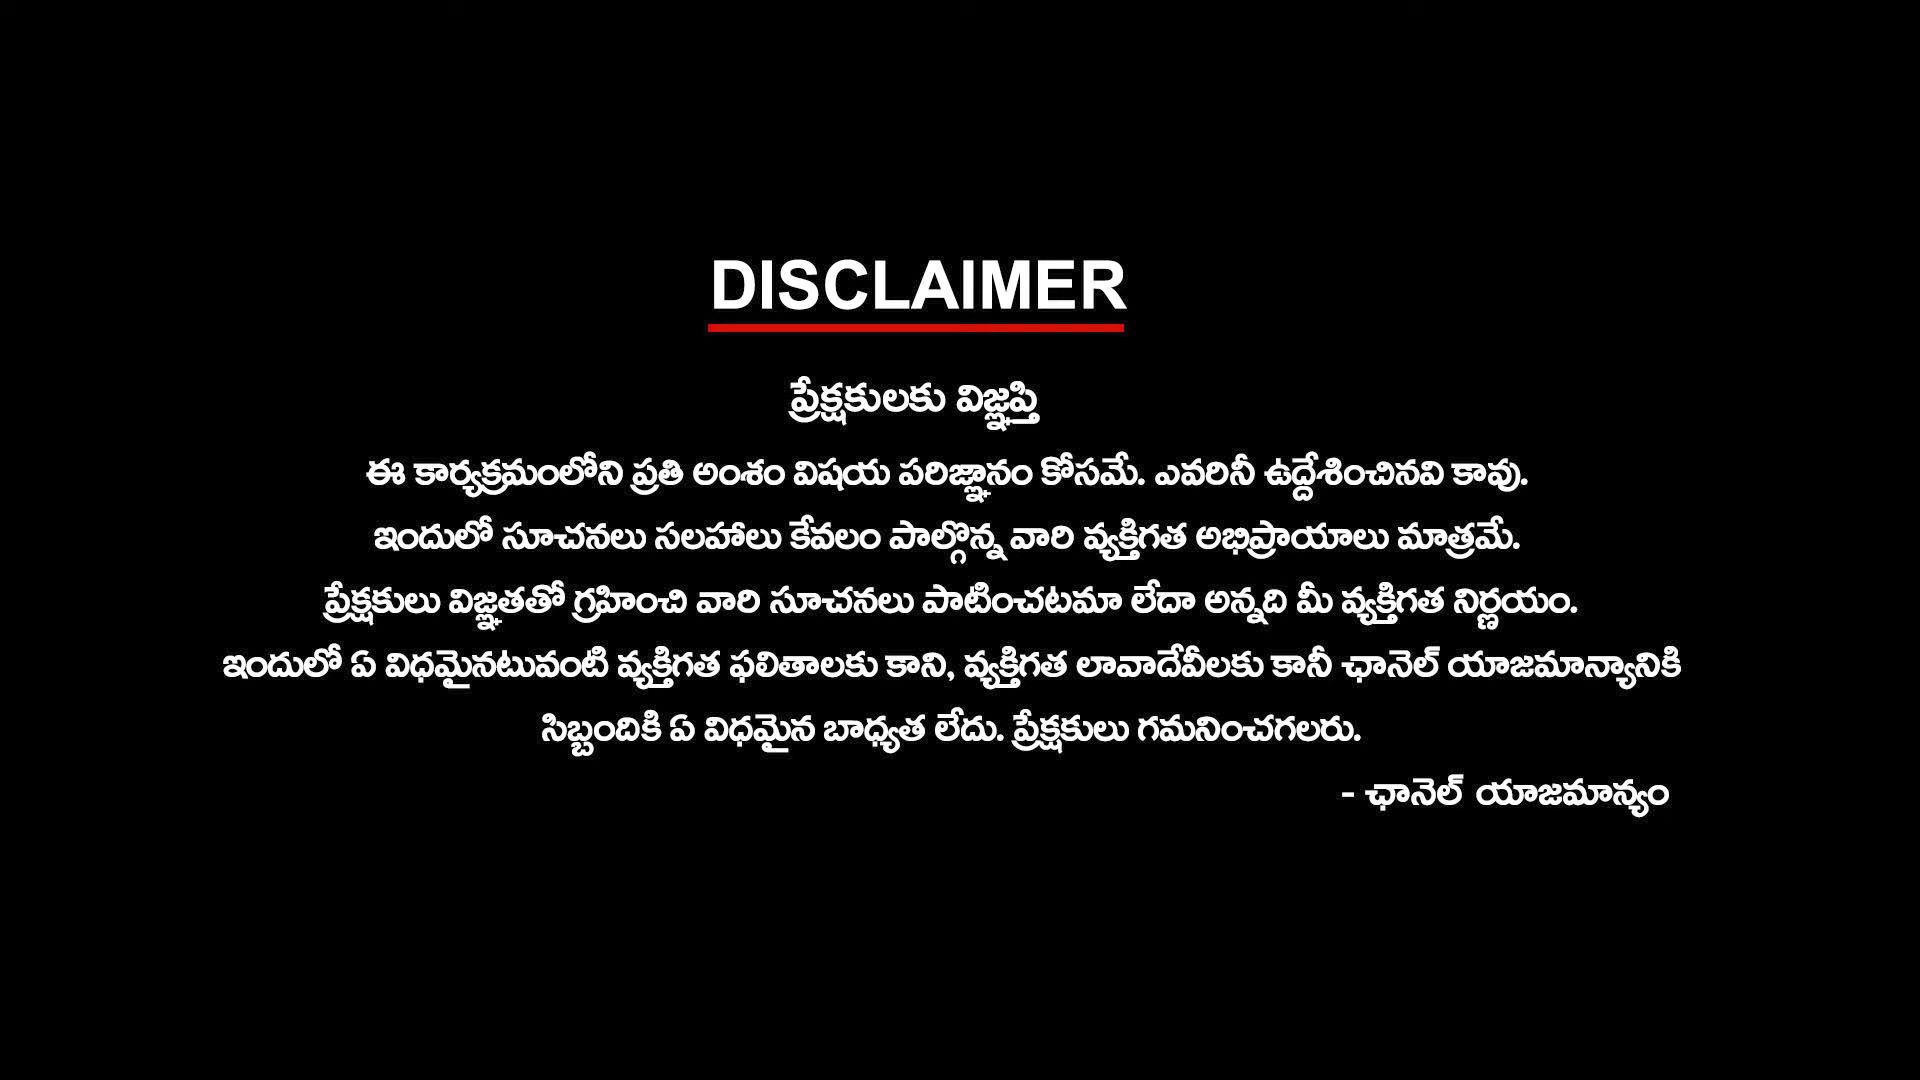 DISCLAIMER
ప్రేక్షకులకు విజ్ఞప్తి
ఈ కార్యక్రమంలోని ప్రతి అంశం విషయ పరిజ్ఞానం కోసమే. ఎవరినీ ఉద్దేశించినవి కావు.
ఇందులో సూచనలు సలహాలు కేవలం పాల్గొన్న వారి వ్యక్తిగత అభిప్రాయాలు మాత్రమే.
ప్రేక్షకులు విజ్ఞతతో గ్రహించి వారి సూచనలు పాటించటమా లేదా అన్నది మీ వ్యక్తిగత నిర్ణయం.
ఇందులో ఏ విధమైనటువంటి వ్యక్తిగత ఫలితాలకు కాని, వ్యక్తిగత లావాదేవీలకు కానీ ఛానెల్ యాజమాన్యానికి
సిబ్బందికి ఏ విధమైన బాధ్యత లేదు. ప్రేక్షకులు గమనించగలరు.
- ఛానెల్ యాజమాన్యం